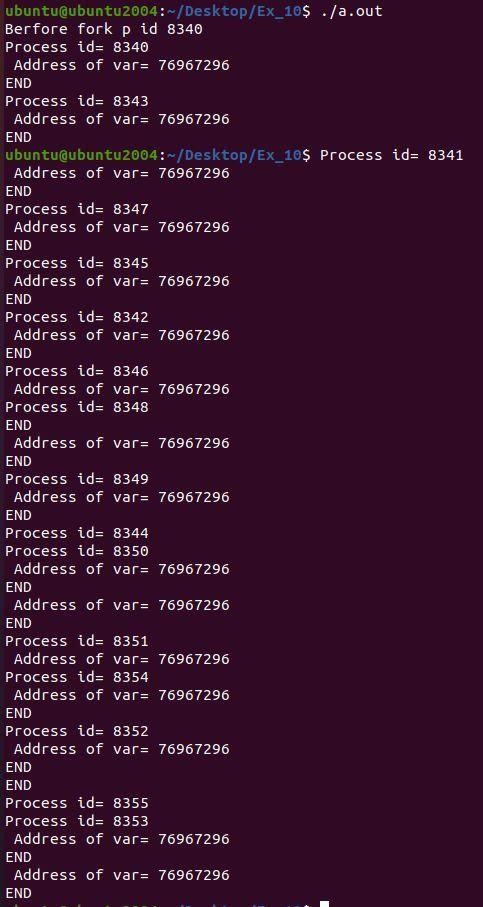 ubuntu@ubuntu2004:~/Desktop/Ex_10$ ./a.out
Berfore fork p id 8340
Process id= 8340
 Address of var= 76967296
END
Process id= 8343
 Address of var= 76967296
END
ubuntu@ubuntu2004:~/Desktop/Ex_10$ Process id= 8341
 Address of var= 76967296
END
Process id= 8347
 Address of var= 76967296
END
Process id= 8345
 Address of var= 76967296
END
Process id= 8342
 Address of var= 76967296
END
Process id= 8346
 Address of var= 76967296
Process id= 8348
END
 Address of var= 76967296
END
Process id= 8349
 Address of var= 76967296
END
Process id= 8344
Process id= 8350
 Address of var= 76967296
END
 Address of var= 76967296
END
Process id= 8351
 Address of var= 76967296
Process id= 8354
 Address of var= 76967296
END
Process id= 8352
 Address of var= 76967296
END
END
Process id= 8355
Process id= 8353
 Address of var= 76967296
END
 Address of var= 76967296
END